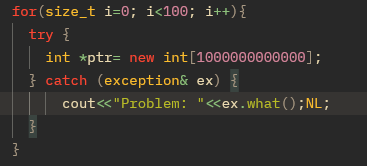 for(size_t i=0; i<100; i++){
try {
int *ptr= new int[1000000000000];
} catch (exception& ex) {
cout<<"Problem: "<<ex.what();NL;
}
}